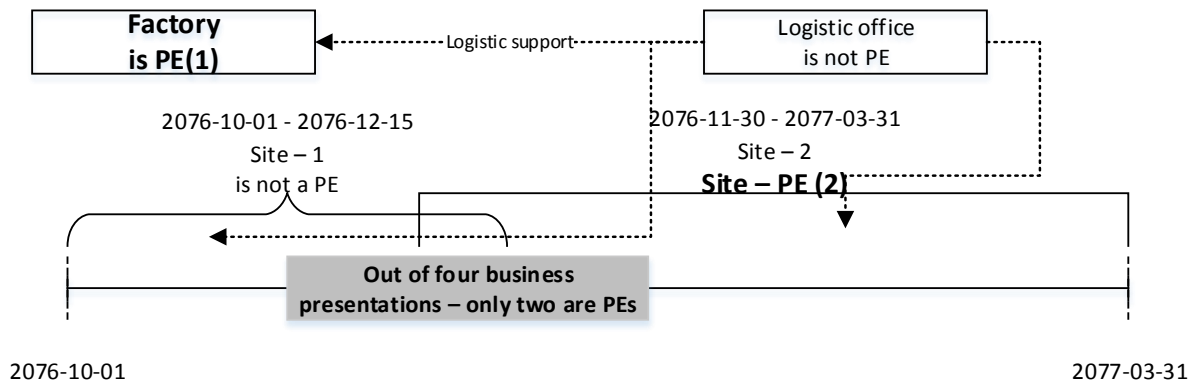 Factory
is PE(1)
Logistic support
Logistic office
is not PE
2076-10-01 - 2076-12-15
Site – 1
is not a PE
2076-11-30 - 2077-03-31
Site – 2
Site – PE (2)
Out of four business
presentations – only two are PEs
2076-10-01
2077-03-31